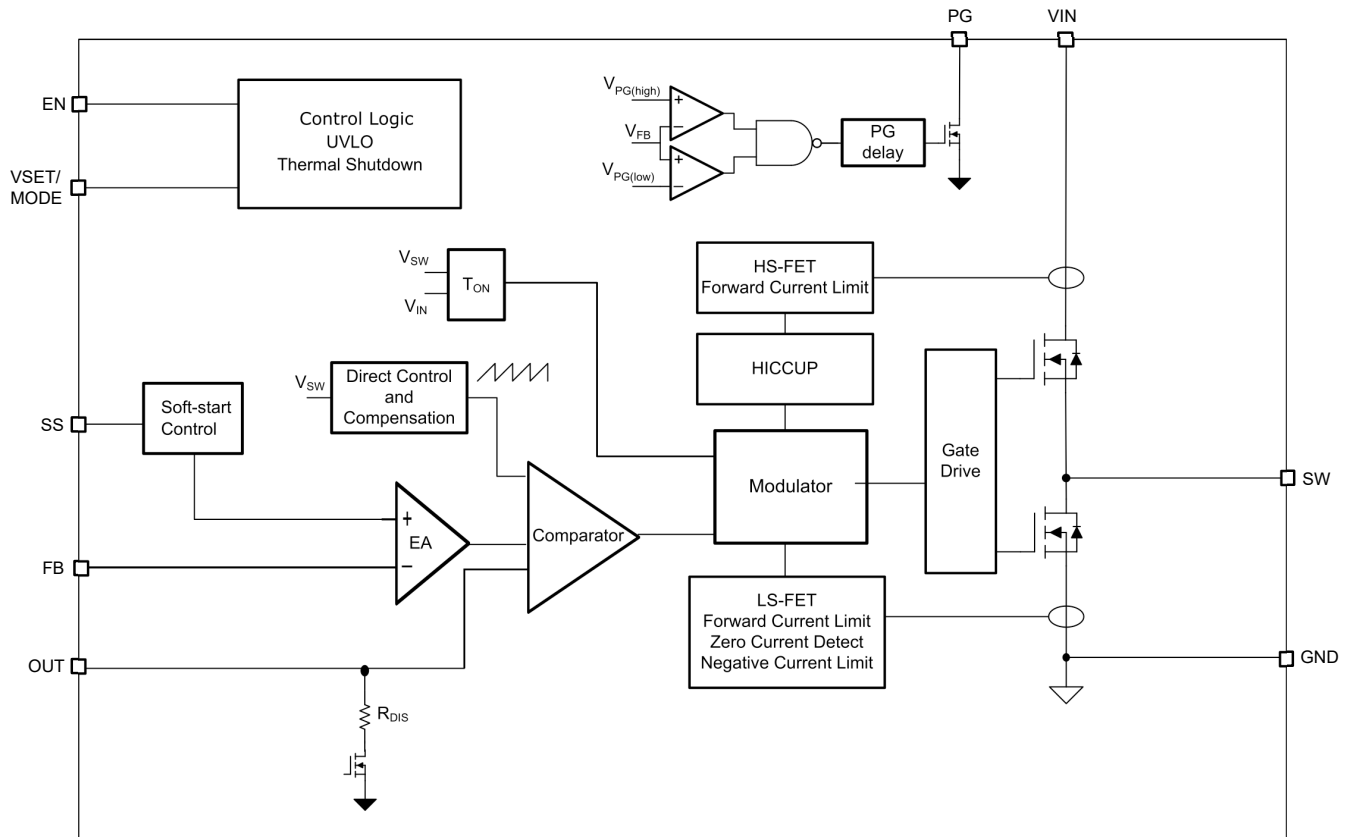 PG
VIN
EN
VSET/
MODE
Control Logic
UVLO
Thermal Shutdown
VPG(high)
+
−
VFB
+
VPG(low)
−
PG
delay
VSW
VIN
TON
HS-FET
Forward Current Limit
HICCUP
VSW
Direct Control
and
Compensation
SS
Soft-start
Control
Modulator
Gate
Drive
SW
+
EA
−
Comparator
FB
LS-FET
Forward Current Limit
Zero Current Detect
Negative Current Limit
OUT
GND
RDIS